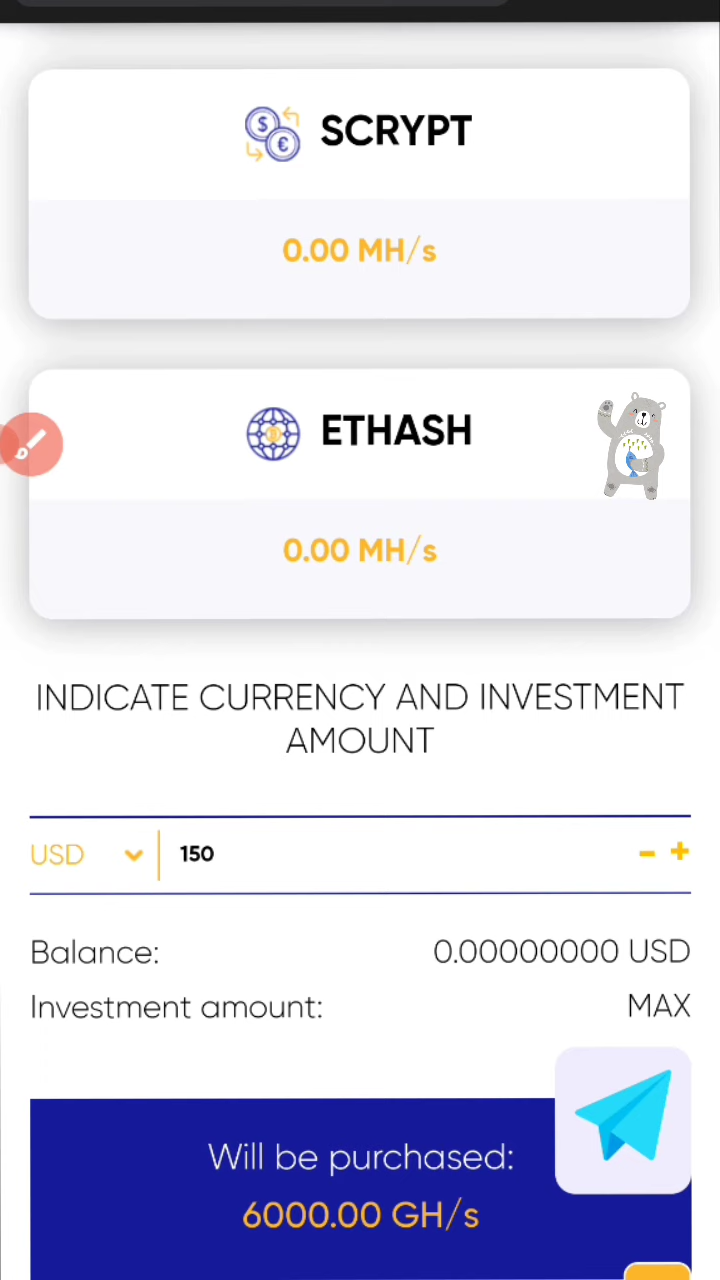 SCRYPT
0.00 MH/s
ETHASH
0.00 MH/s
INDICATE CURRENCY AND INVESTMENT
AMOUNT
USD 150 - +
Balance: 0.00000000 USD
Investment amount: MAX
Will be purchased:
6000.00 GH/s